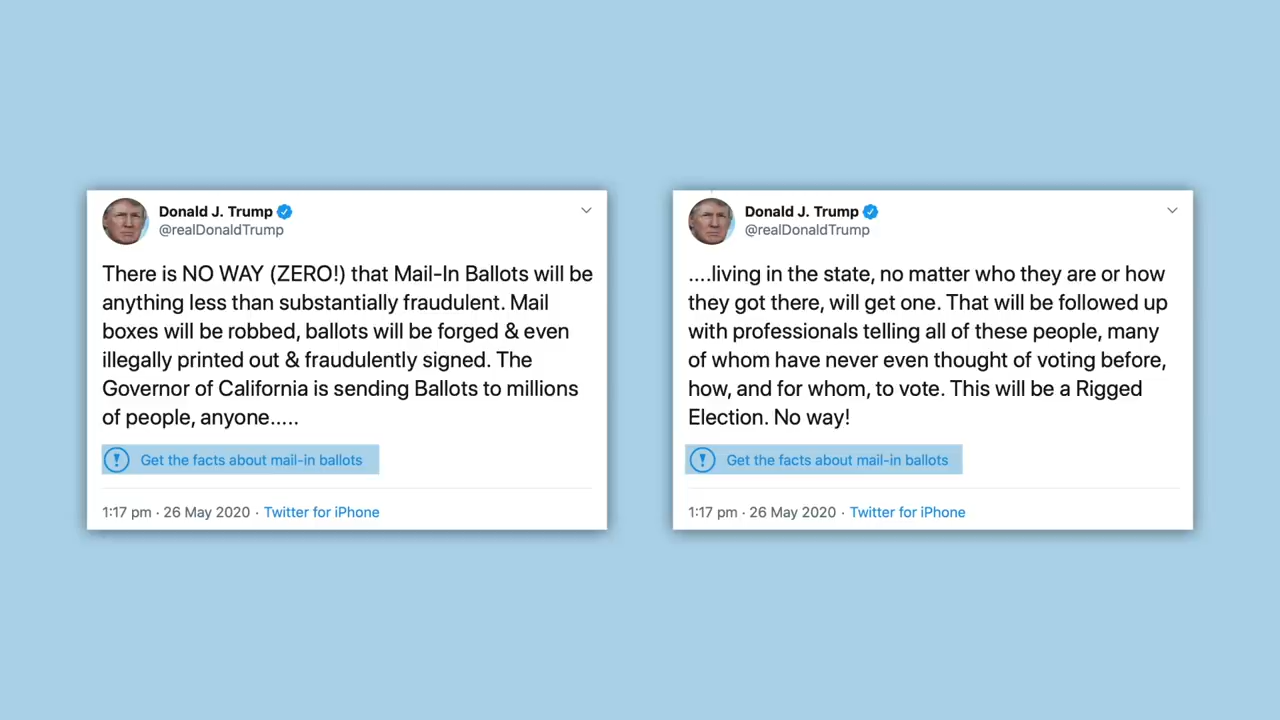 Donald J. Trump
@realDonaldTrump
There is NO WAY (ZERO!) that Mail-In Ballots will be
anything less than substantially fraudulent. Mail
boxes will be robbed, ballots will be forged & even
illegally printed out & fraudulently signed. The
Governor of California is sending Ballots to millions
of people, anyone.....
Get the facts about mail-in ballots
1:17 pm · 26 May 2020 · Twitter for iPhone
Donald J. Trump
@realDonaldTrump
....living in the state, no matter who they are or how
they got there, will get one. That will be followed up
with professionals telling all of these people, many
of whom have never even thought of voting before,
how, and for whom, to vote. This will be a Rigged
Election. No way!
Get the facts about mail-in ballots
1:17 pm · 26 May 2020 · Twitter for iPhone